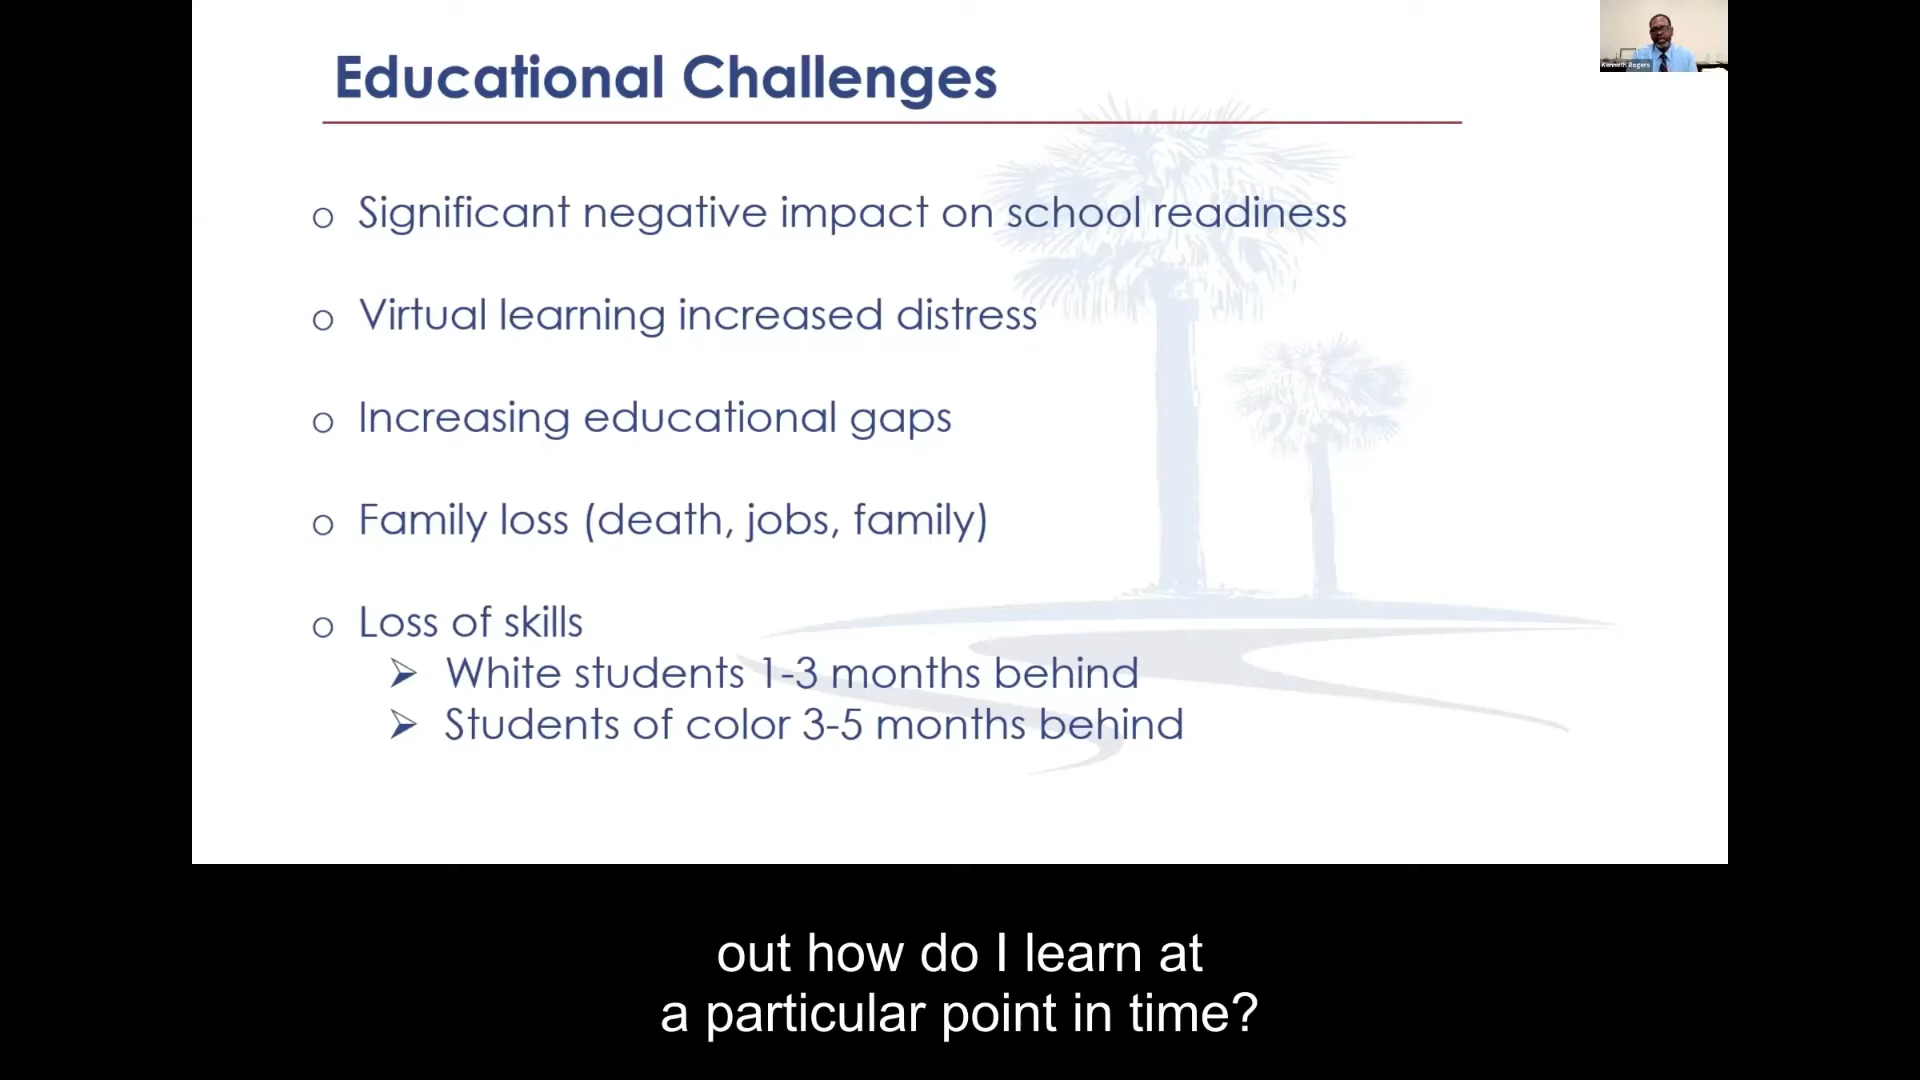 Educational Challenges
Kenneth Rogers
o Significant negative impact on school readiness
o Virtual learning increased distress
o Increasing educational gaps
o Family loss (death, jobs, family)
o Loss of skills
➢ White students 1-3 months behind
➢ Students of color 3-5 months behind
out how do I learn at
a particular point in time?